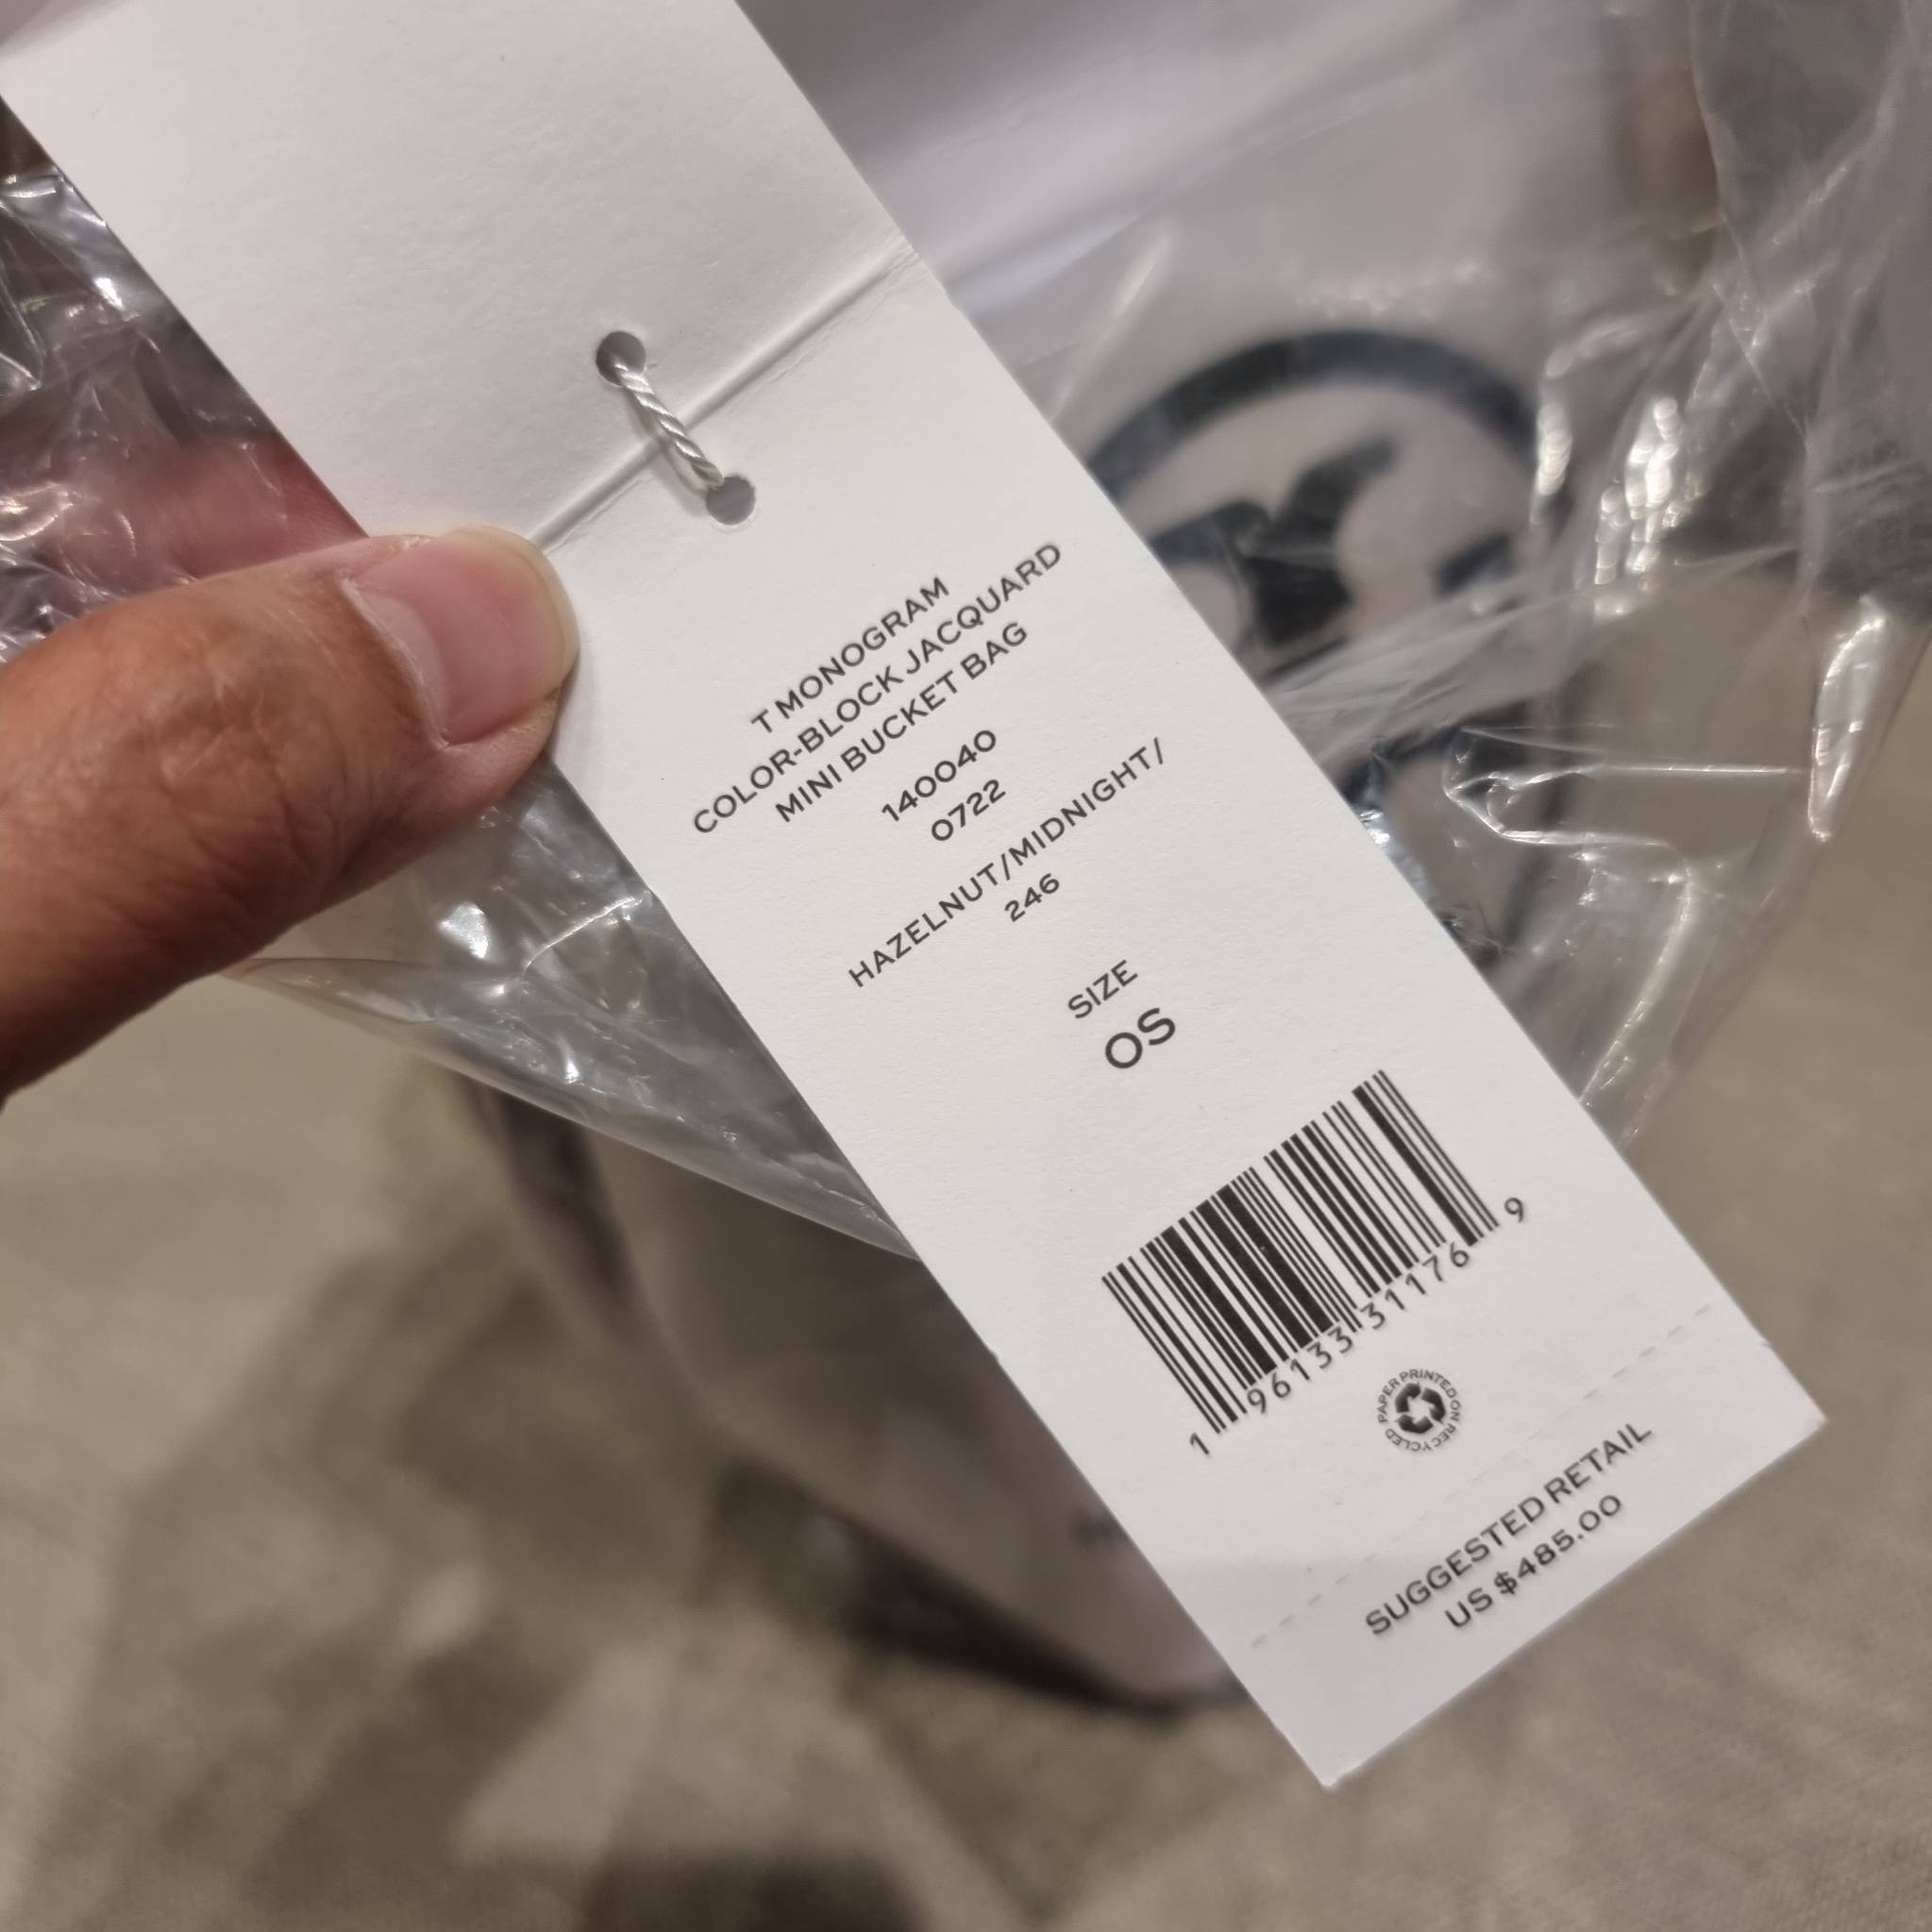 T MONOGRAM
COLOR-BLOCK JACQUARD
MINI BUCKET BAG
140040
0722
HAZELNUT/MIDNIGHT/
246
SIZE
OS
1 96133 31176 9
PAPER PRINTED ON RECYCLED
SUGGESTED RETAIL
US $485.00